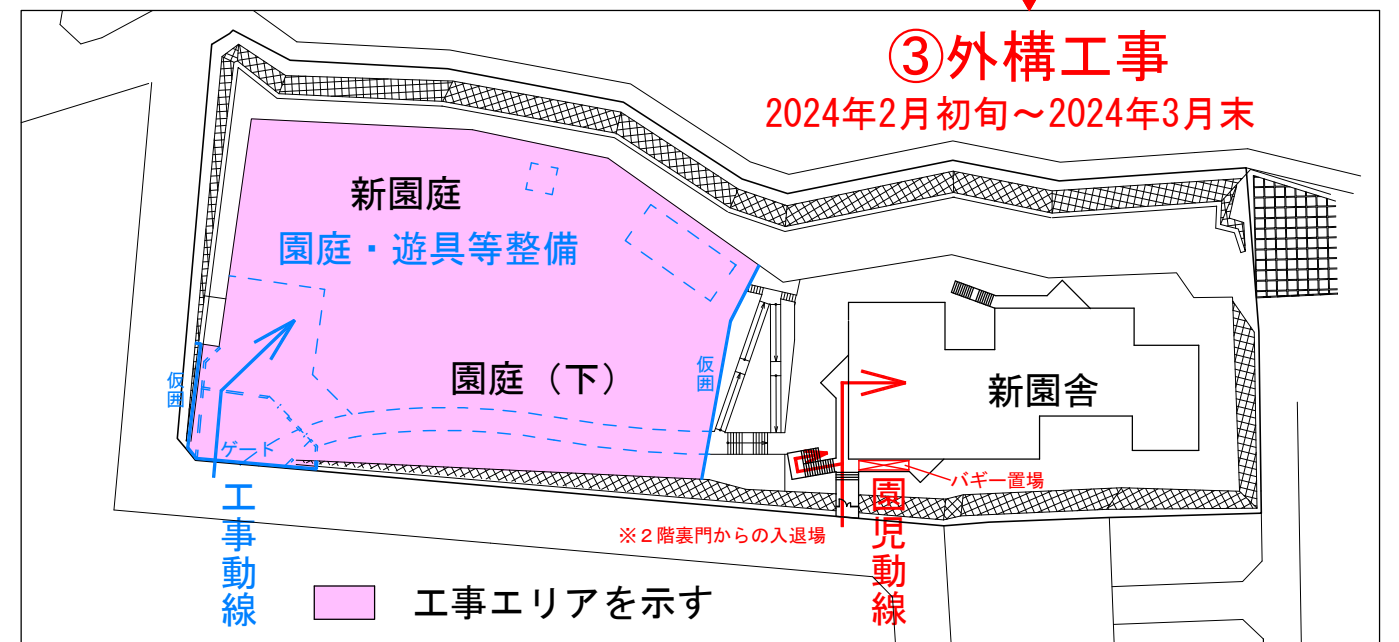 ③外構工事
2024年2月初旬～2024年3月末
新園庭
園庭・遊具等整備
園庭（下）
仮囲
仮囲
ゲート
新園舎
バギー置場
※２階裏門からの入退場
工事動線
園児動線
工事エリアを示す